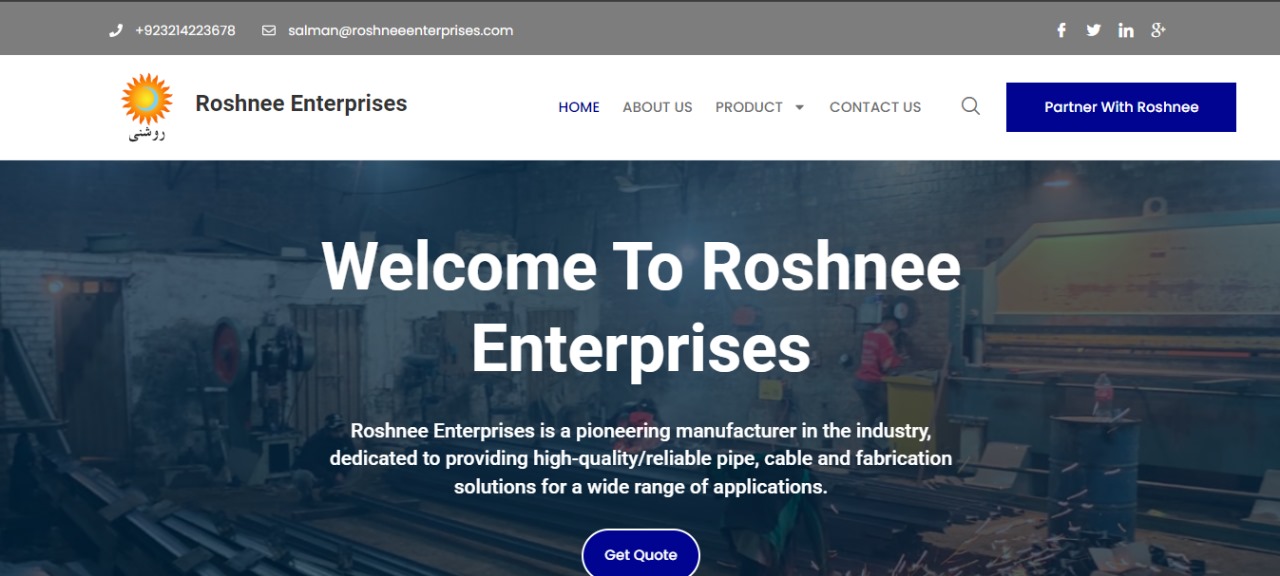 +923214223678 salman@roshneeenterprises.com
روشنی
Roshnee Enterprises
HOME ABOUT US PRODUCT CONTACT US
Partner With Roshnee
Welcome To Roshnee
Enterprises
Roshnee Enterprises is a pioneering manufacturer in the industry,
dedicated to providing high-quality/reliable pipe, cable and fabrication
solutions for a wide range of applications.
Get Quote